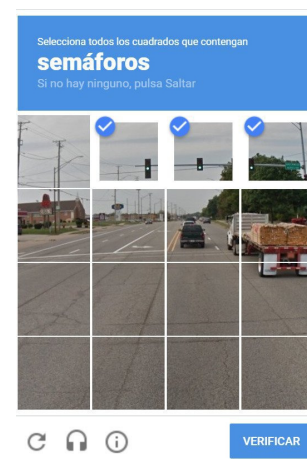 Selecciona todos los cuadrados que contengan
semáforos
Si no hay ninguno, pulsa Saltar
VERIFICAR